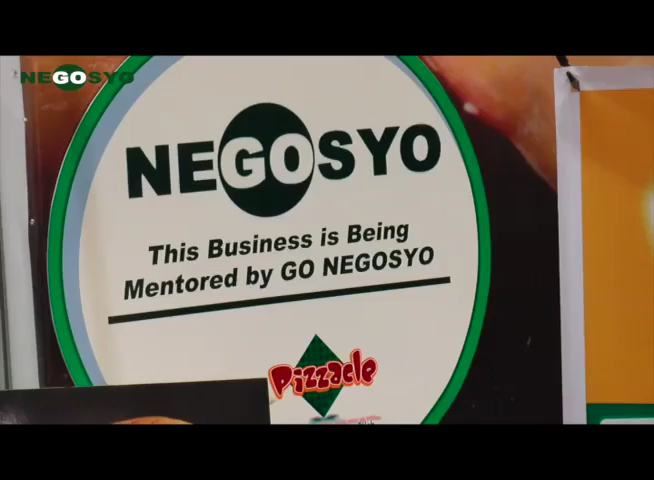 NEGOSYO
NEGOSYO
This Business is Being
Mentored by GO NEGOSYO
Pizzacle